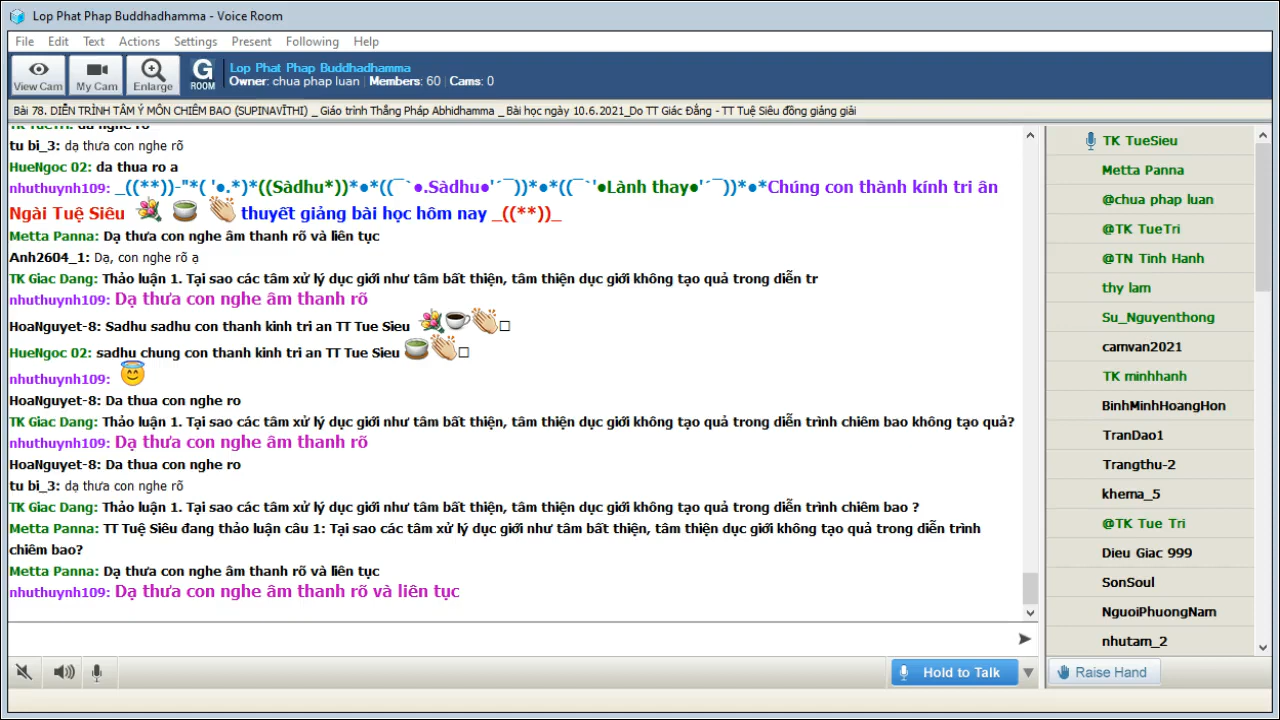 Lop Phat Phap Buddhadhamma - Voice Room
File Edit Text Actions Settings Present Following Help
View Cam My Cam Enlarge G ROOM
Lop Phat Phap Buddhadhamma
Owner: chua phap luan | Members: 60 | Cams: 0
Bài 78. DIỄN TRÌNH TÂM Ý MÔN CHIÊM BAO (SUPINAVĪTHI) _ Giáo trình Thắng Pháp Abhidhamma _ Bài học ngày 10.6.2021_Do TT Giác Đẳng - TT Tuệ Siêu đồng giảng giải
TK TueTri: da nghe ro
tu bi_3: dạ thưa con nghe rõ
HueNgoc 02: da thua ro a
nhuthuynh109: _((**))-"*( '●.*)*((Sàdhu*))*●*((¯`●.Sàdhu●'´¯))*●*●*((¯`'●Lành thay●'´¯))*●*●*Chúng con thành kính tri ân
Ngài Tuệ Siêu 💐 🍵 👏 thuyết giảng bài học hôm nay _((**))_
Metta Panna: Dạ thưa con nghe âm thanh rõ và liên tục
Anh2604_1: Dạ, con nghe rõ ạ
TK Giac Dang: Thảo luận 1. Tại sao các tâm xử lý dục giới như tâm bất thiện, tâm thiện dục giới không tạo quả trong diễn tr
nhuthuynh109: Dạ thưa con nghe âm thanh rõ
HoaNguyet-8: Sadhu sadhu con thanh kinh tri an TT Tue Sieu 💐☕👏□
HueNgoc 02: sadhu chung con thanh kinh tri an TT Tue Sieu 🍵👏□
nhuthuynh109: 😇
HoaNguyet-8: Da thua con nghe ro
TK Giac Dang: Thảo luận 1. Tại sao các tâm xử lý dục giới như tâm bất thiện, tâm thiện dục giới không tạo quả trong diễn trình chiêm bao không tạo quả?
nhuthuynh109: Dạ thưa con nghe âm thanh rõ
HoaNguyet-8: Da thua con nghe ro
tu bi_3: dạ thưa con nghe rõ
TK Giac Dang: Thảo luận 1. Tại sao các tâm xử lý dục giới như tâm bất thiện, tâm thiện dục giới không tạo quả trong diễn trình chiêm bao ?
Metta Panna: TT Tuệ Siêu đang thảo luận câu 1: Tại sao các tâm xử lý dục giới như tâm bất thiện, tâm thiện dục giới không tạo quả trong diễn trình
chiêm bao?
Metta Panna: Dạ thưa con nghe âm thanh rõ và liên tục
nhuthuynh109: Dạ thưa con nghe âm thanh rõ và liên tục
Hold to Talk
TK TueSieu
Metta Panna
@chua phap luan
@TK TueTri
@TN Tinh Hanh
thy lam
Su_Nguyenthong
camvan2021
TK minhhanh
BinhMinhHoangHon
TranDao1
Trangthu-2
khema_5
@TK Tue Tri
Dieu Giac 999
SonSoul
NguoiPhuongNam
nhutam_2
Raise Hand